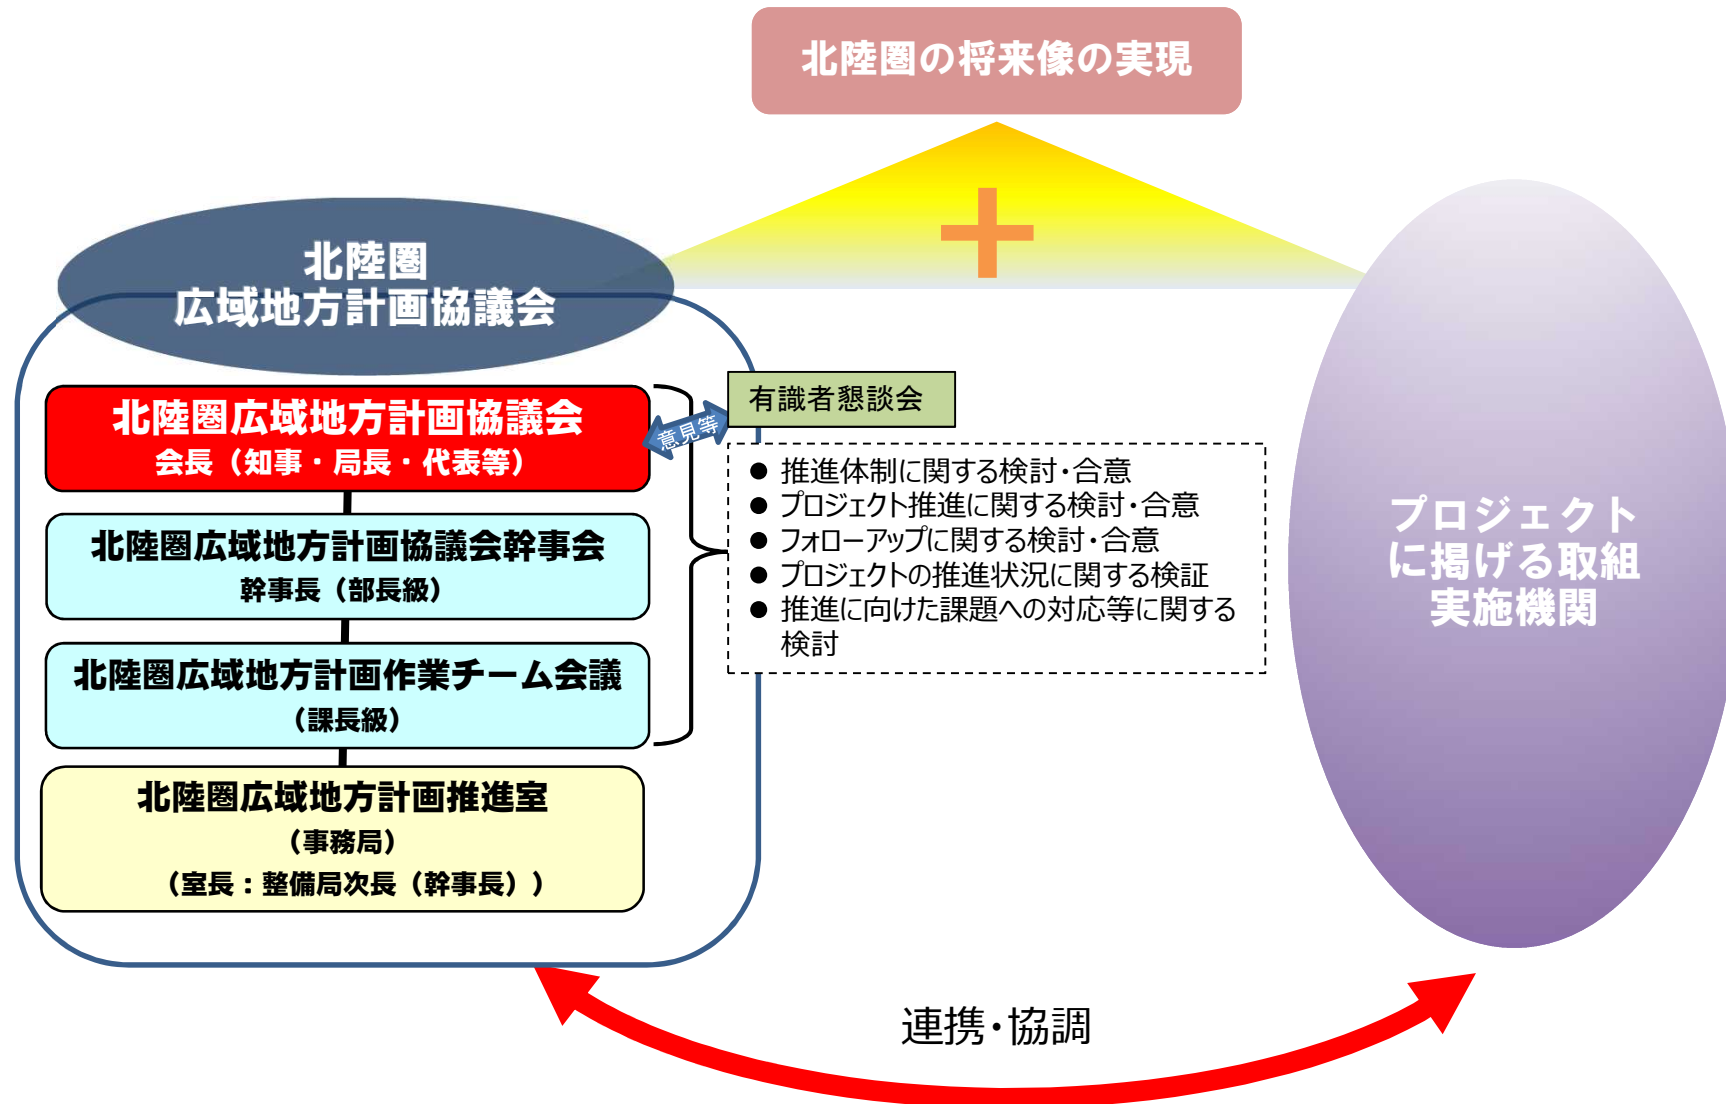 北陸圏の将来像の実現
北陸圏
広域地方計画協議会
北陸圏広域地方計画協議会
会長（知事・局長・代表等）
意見等
有識者懇談会
北陸圏広域地方計画協議会幹事会
幹事長（部長級）
北陸圏広域地方計画作業チーム会議
（課長級）
北陸圏広域地方計画推進室
（事務局）
（室長：整備局次長（幹事長））
● 推進体制に関する検討・合意
● プロジェクト推進に関する検討・合意
● フォローアップに関する検討・合意
● プロジェクトの推進状況に関する検証
● 推進に向けた課題への対応等に関する
検討
プロジェクト
に掲げる取組
実施機関
連携・協調